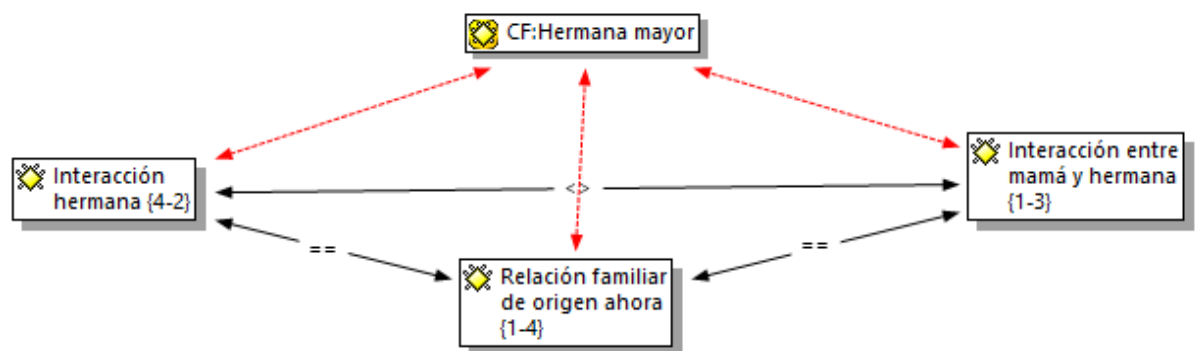 CF:Hermana mayor
Interacción
hermana {4-2}
<>
Interacción entre
mamá y hermana
{1-3}
==
==
Relación familiar
de origen ahora
{1-4}